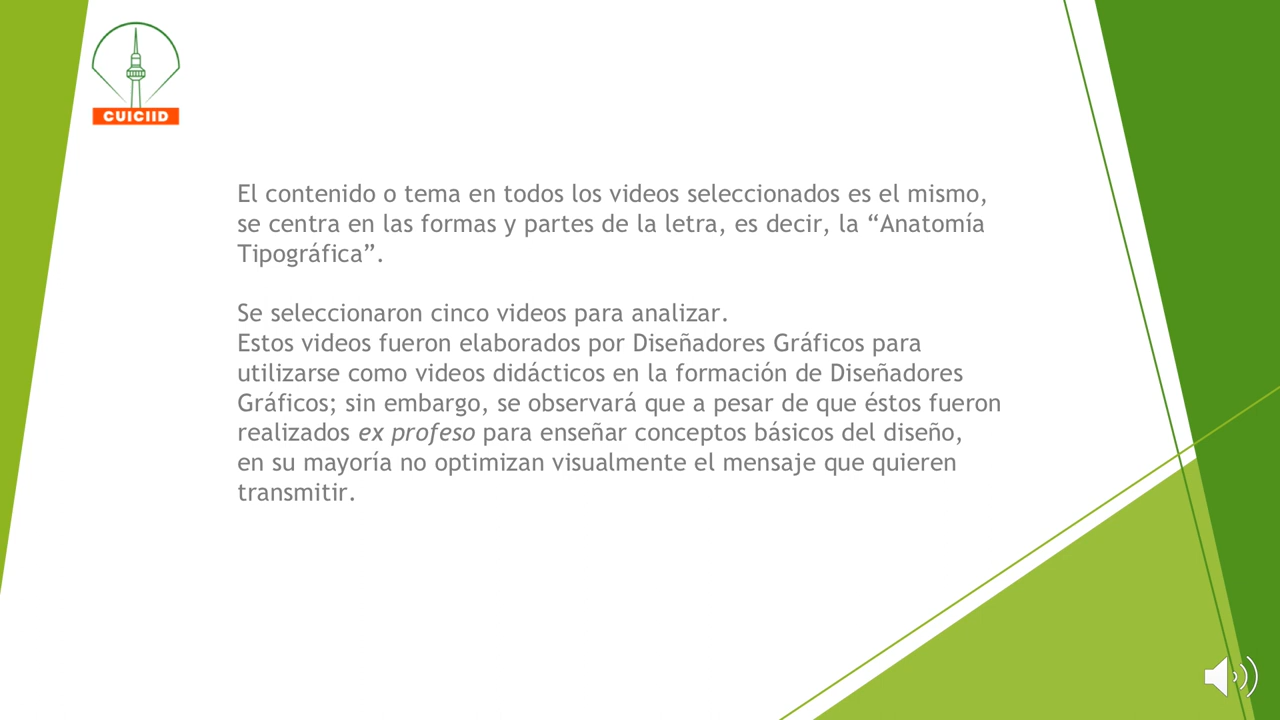 CUICIID
El contenido o tema en todos los videos seleccionados es el mismo,
se centra en las formas y partes de la letra, es decir, la “Anatomía
Tipográfica”.
Se seleccionaron cinco videos para analizar.
Estos videos fueron elaborados por Diseñadores Gráficos para
utilizarse como videos didácticos en la formación de Diseñadores
Gráficos; sin embargo, se observará que a pesar de que éstos fueron
realizados ex profeso para enseñar conceptos básicos del diseño,
en su mayoría no optimizan visualmente el mensaje que quieren
transmitir.